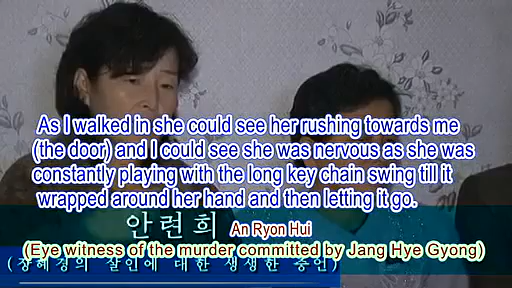 As I walked in she could see her rushing towards me
(the door) and I could see she was nervous as she was
constantly playing with the long key chain swing till it
wrapped around her hand and then letting it go.
안련희 An Ryon Hui
(Eye witness of the murder committed by Jang Hye Gyong)
(장혜경의 살인에 대한 생생한 증언)